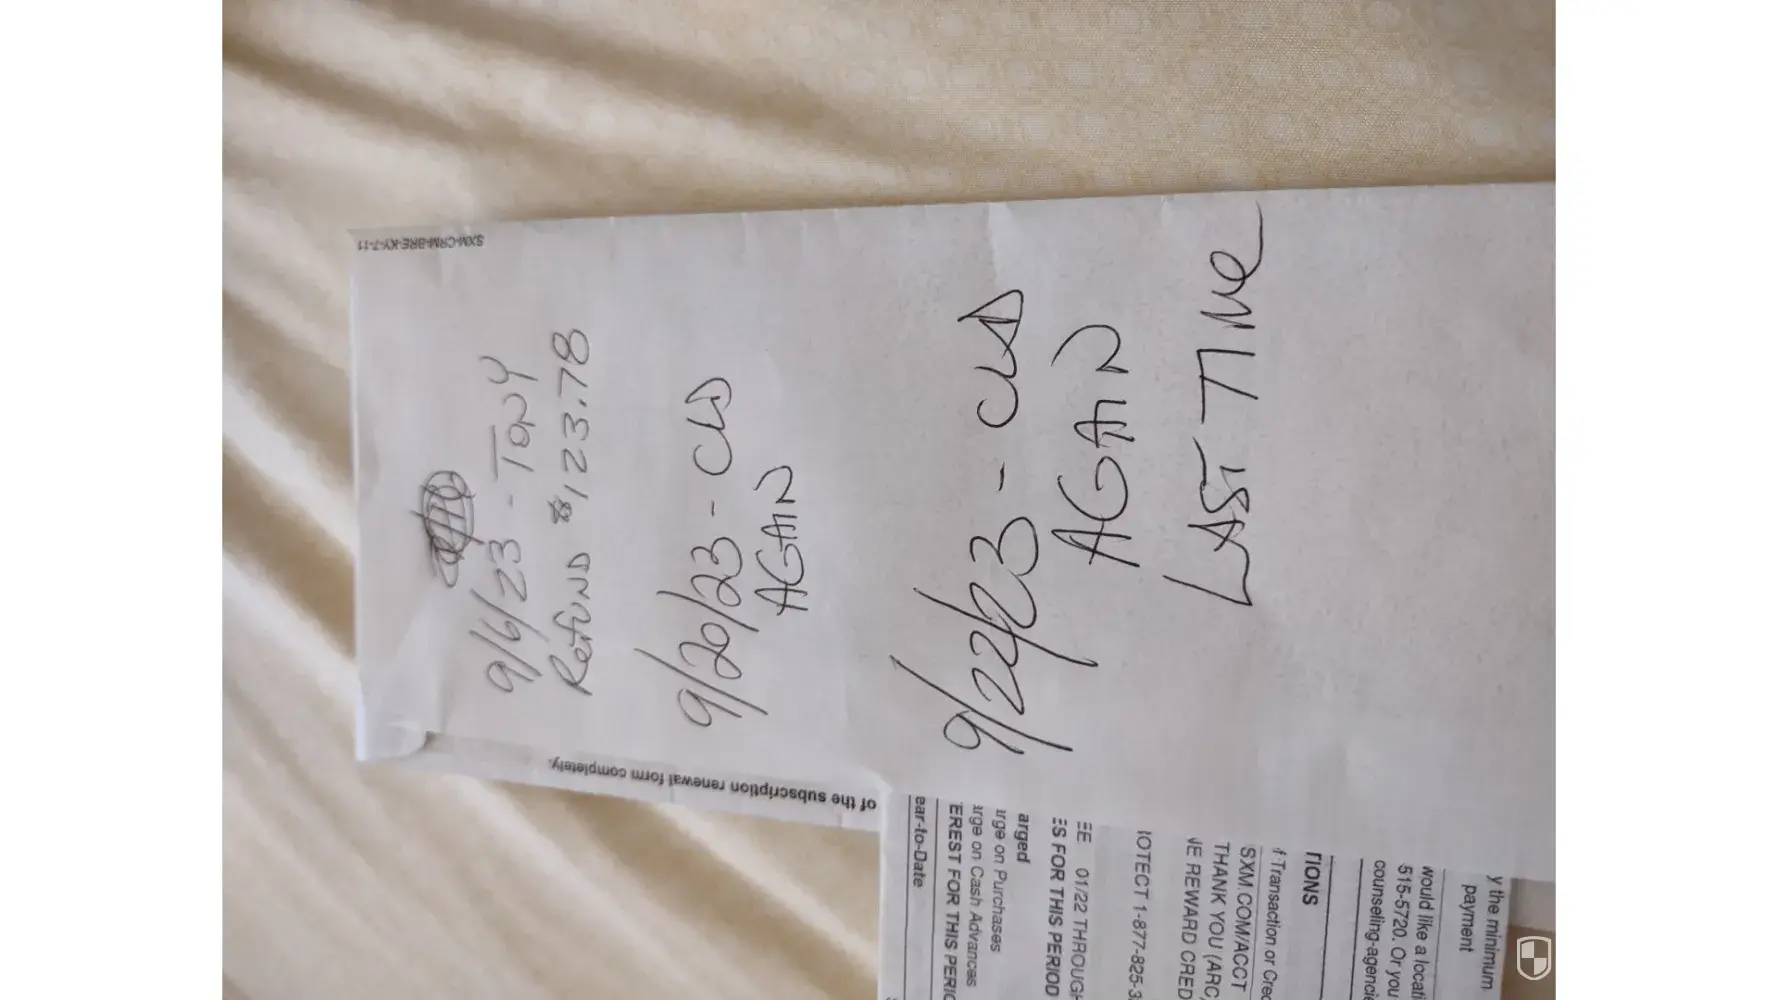 SXM-CRM-BRE-KY-7-11
9/6/23 - TONY
Refund $123.78
9/20/23 - CLD
AGAIN
9/22/23 - CLD
AGAIN
LAST TIMe
of the subscription renewal form completely.
y the minimum
payment
would like a locati
515-5720. Or you
counseling-agencie
TIONS
f Transaction or Cred
SXM.COM/ACCT
THANK YOU (ARC,
NE REWARD CRED
IOTECT 1-877-825-3
EE 01/22 THROUGH
ES FOR THIS PERIOD
arged
arge on Purchases
arge on Cash Advances
EREST FOR THIS PERIO
ear-to-Date